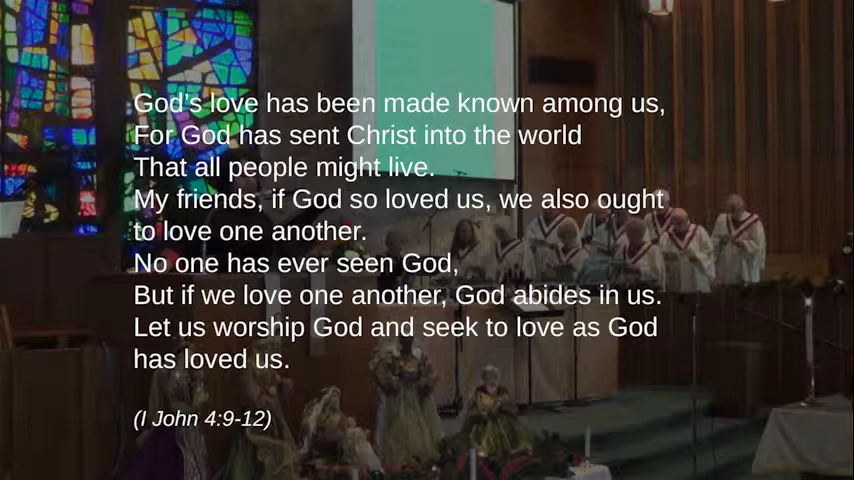 God’s love has been made known among us,
For God has sent Christ into the world
That all people might live.
My friends, if God so loved us, we also ought
to love one another.
No one has ever seen God,
But if we love one another, God abides in us.
Let us worship God and seek to love as God
has loved us.
(I John 4:9-12)